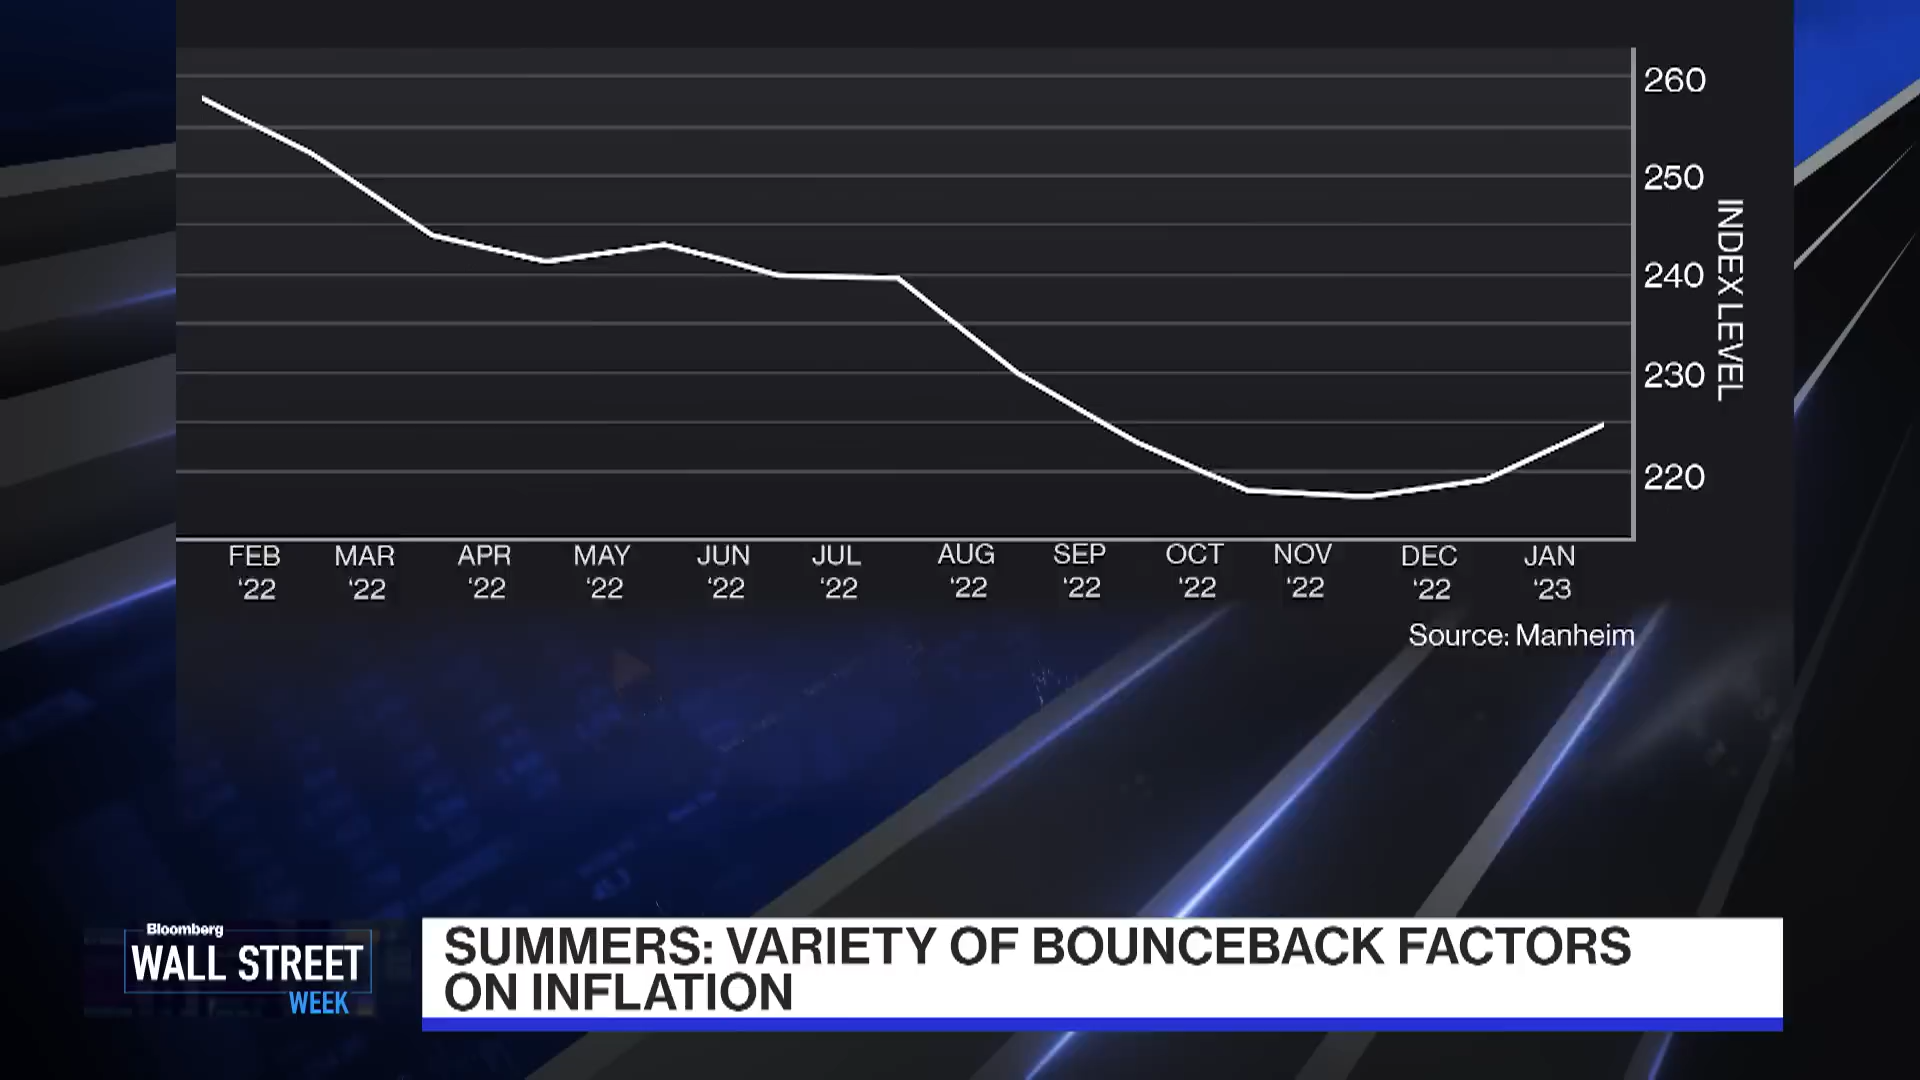 260
250
240
230
220
INDEX LEVEL
FEB MAR APR MAY JUN JUL AUG SEP OCT NOV DEC JAN
‘22 ‘22 ‘22 ‘22 ‘22 ‘22 ‘22 ‘22 ‘22 ‘22 ‘22 ‘23
Source: Manheim
Bloomberg
WALL STREET
WEEK
SUMMERS: VARIETY OF BOUNCEBACK FACTORS
ON INFLATION